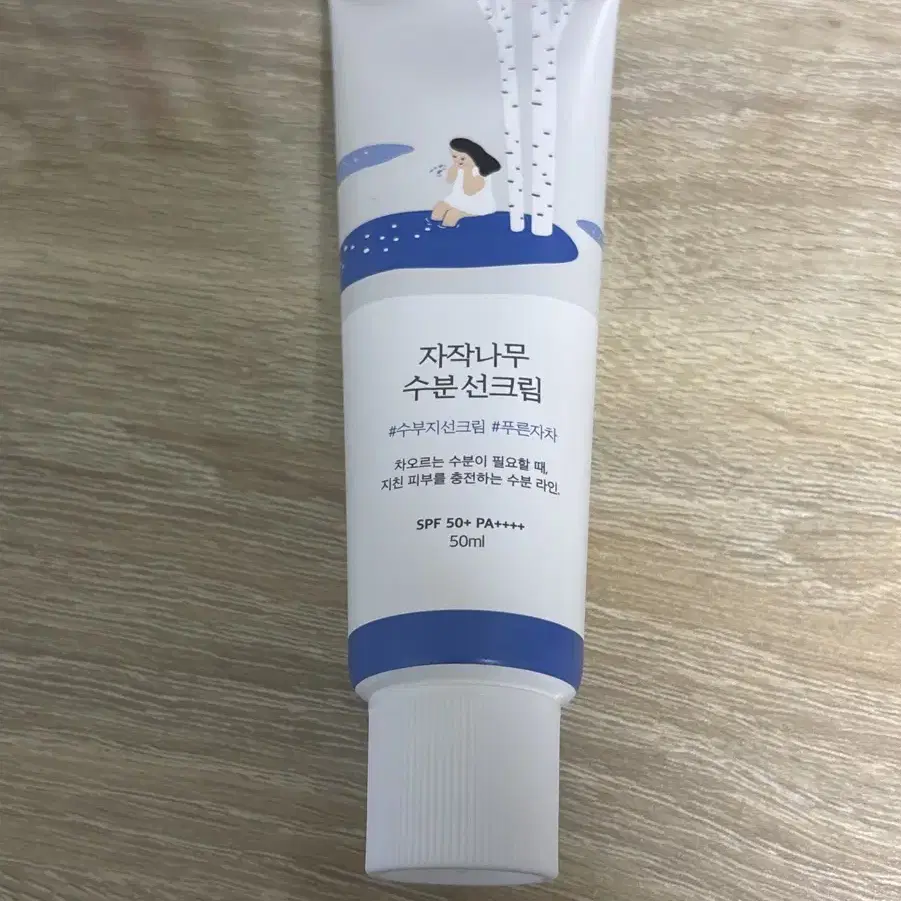 자작나무
수분 선크림
#수부지선크림 #푸른자차
차오르는 수분이 필요할 때,
지친 피부를 충전하는 수분 라인.
SPF 50+ PA++++
50ml